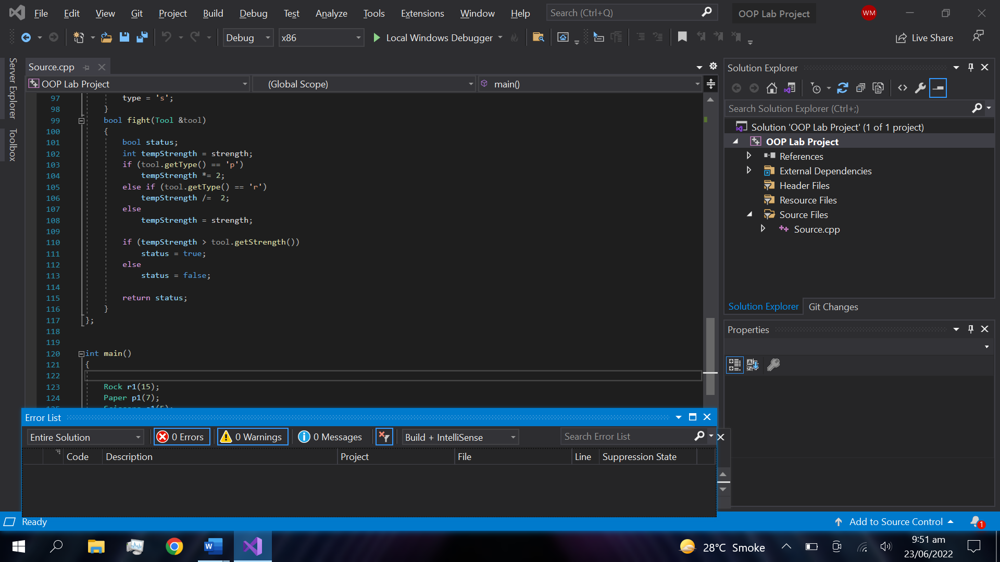 File Edit View Git Project Build Debug Test Analyze Tools Extensions Window Help Search (Ctrl+Q) OOP Lab Project WM
Debug x86 Local Windows Debugger Live Share
Server Explorer
Toolbox
Source.cpp
OOP Lab Project (Global Scope) main()
97 type = 's';
98 }
99 bool fight(Tool &tool)
100 {
101 bool status;
102 int tempStrength = strength;
103 if (tool.getType() == 'p')
104 tempStrength *= 2;
105 else if (tool.getType() == 'r')
106 tempStrength /=  2;
107 else
108 tempStrength = strength;
109
110 if (tempStrength > tool.getStrength())
111 status = true;
112 else
113 status = false;
114
115 return status;
116 }
117 };
118
119
120 int main()
121 {
122
123 Rock r1(15);
124 Paper p1(7);
Solution Explorer
Search Solution Explorer (Ctrl+;)
Solution 'OOP Lab Project' (1 of 1 project)
OOP Lab Project
References
External Dependencies
Header Files
Resource Files
Source Files
Source.cpp
Solution Explorer Git Changes
Properties
Error List
Entire Solution 0 Errors 0 Warnings 0 Messages Build + IntelliSense Search Error List
Code Description Project File Line Suppression State
Ready Add to Source Control 1
28°C Smoke 9:51 am
23/06/2022